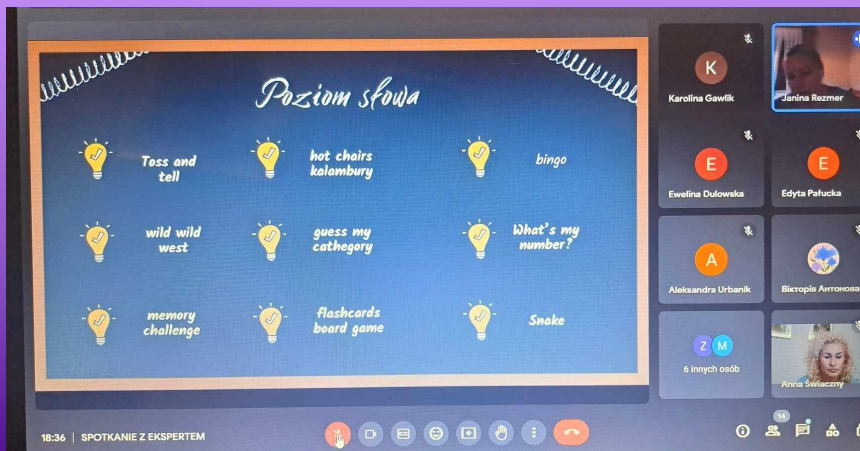 Poziom słowa
Toss and
tell
hot chairs
kalambury
bingo
wild wild
west
guess my
cathegory
What's my
number?
memory
challenge
flashcards
board game
Snake
K
Karolina Gawlik
Janina Rezmer
E
Ewelina Dulowska
E
Edyta Pałucka
A
Aleksandra Urbanik
Вікторія Антонова
Z M
6 innych osób
Anna Świaczny
18:36 | SPOTKANIE Z EKSPERTEM
CC
14